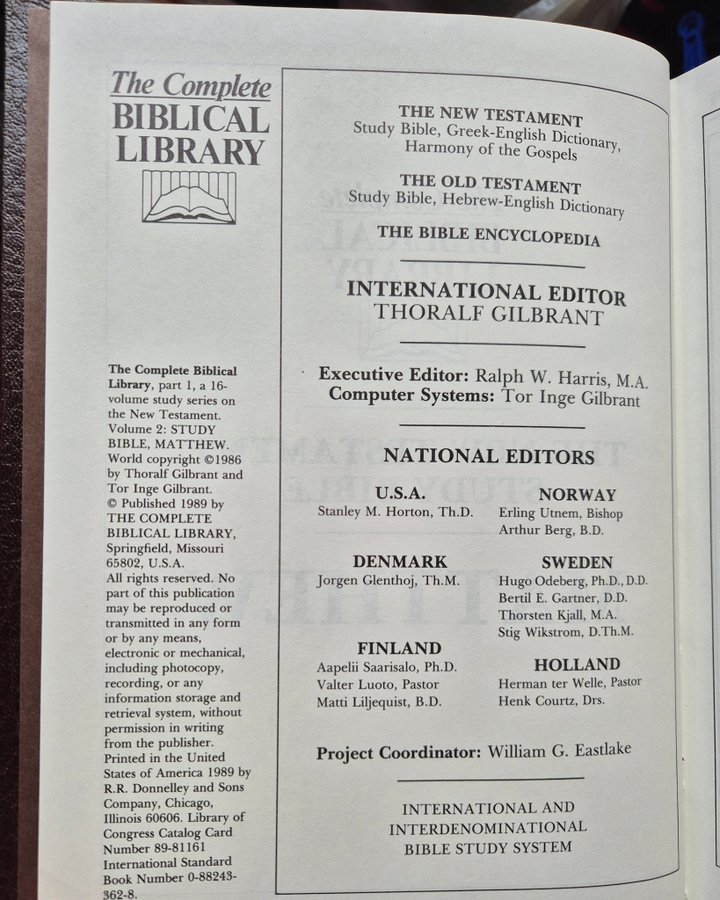 The Complete
BIBLICAL
LIBRARY
The Complete Biblical
Library, part 1, a 16-
volume study series on
the New Testament.
Volume 2: STUDY
BIBLE, MATTHEW.
World copyright ©1986
by Thoralf Gilbrant and
Tor Inge Gilbrant.
© Published 1989 by
THE COMPLETE
BIBLICAL LIBRARY,
Springfield, Missouri
65802, U.S.A.
All rights reserved. No
part of this publication
may be reproduced or
transmitted in any form
or by any means,
electronic or mechanical,
including photocopy,
recording, or any
information storage and
retrieval system, without
permission in writing
from the publisher.
Printed in the United
States of America 1989 by
R.R. Donnelley and Sons
Company, Chicago,
Illinois 60606. Library of
Congress Catalog Card
Number 89-81161
International Standard
Book Number 0-88243-
362-8.
THE NEW TESTAMENT
Study Bible, Greek-English Dictionary,
Harmony of the Gospels
THE OLD TESTAMENT
Study Bible, Hebrew-English Dictionary
THE BIBLE ENCYCLOPEDIA
INTERNATIONAL EDITOR
THORALF GILBRANT
Executive Editor: Ralph W. Harris, M.A.
Computer Systems: Tor Inge Gilbrant
NATIONAL EDITORS
U.S.A.
Stanley M. Horton, Th.D.
NORWAY
Erling Utnem, Bishop
Arthur Berg, B.D.
DENMARK
Jorgen Glenthoj, Th.M.
SWEDEN
Hugo Odeberg, Ph.D., D.D.
Bertil E. Gartner, D.D.
Thorsten Kjall, M.A.
Stig Wikstrom, D.Th.M.
FINLAND
Aapelii Saarisalo, Ph.D.
Valter Luoto, Pastor
Matti Liljequist, B.D.
HOLLAND
Herman ter Welle, Pastor
Henk Courtz, Drs.
Project Coordinator: William G. Eastlake
INTERNATIONAL AND
INTERDENOMINATIONAL
BIBLE STUDY SYSTEM